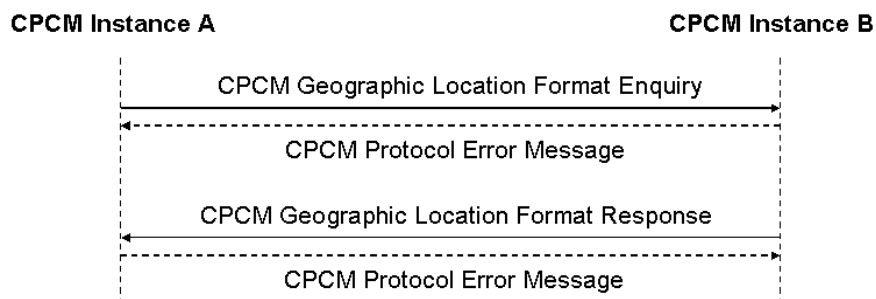 CPCM Instance A
CPCM Instance B
CPCM Geographic Location Format Enquiry
CPCM Protocol Error Message
CPCM Geographic Location Format Response
CPCM Protocol Error Message